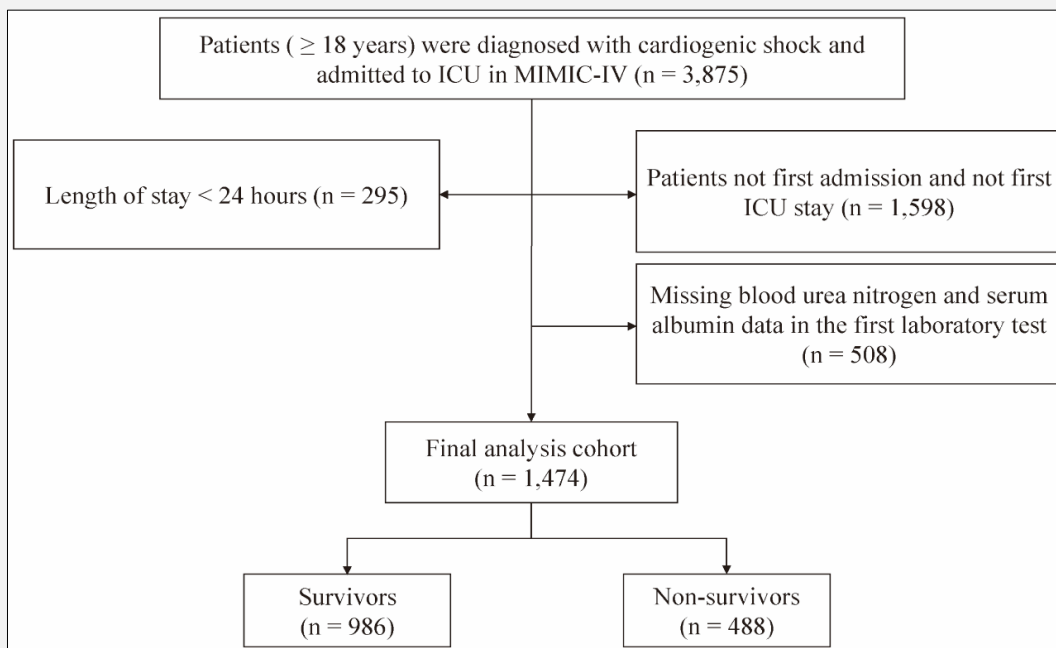 Patients ( ≥ 18 years) were diagnosed with cardiogenic shock and
admitted to ICU in MIMIC-IV (n = 3,875)
Length of stay < 24 hours (n = 295)
Patients not first admission and not first
ICU stay (n = 1,598)
Missing blood urea nitrogen and serum
albumin data in the first laboratory test
(n = 508)
Final analysis cohort
(n = 1,474)
Survivors
(n = 986)
Non-survivors
(n = 488)